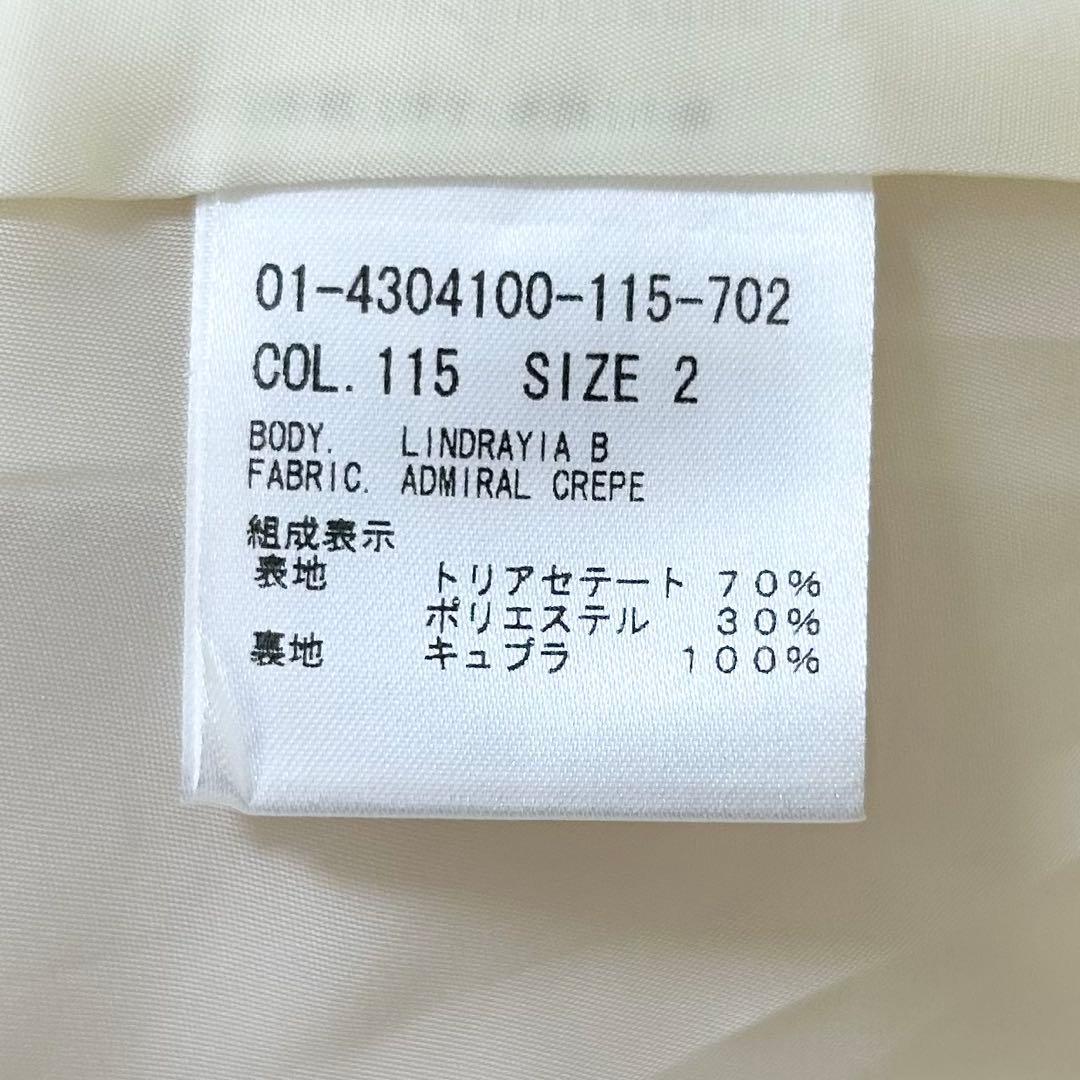 01-4304100-115-702
COL. 115 SIZE 2
BODY. LINDRAYIA B
FABRIC. ADMIRAL CREPE
組成表示
表地 トリアセテート 70%
ポリエステル 30%
裏地 キュプラ 100%